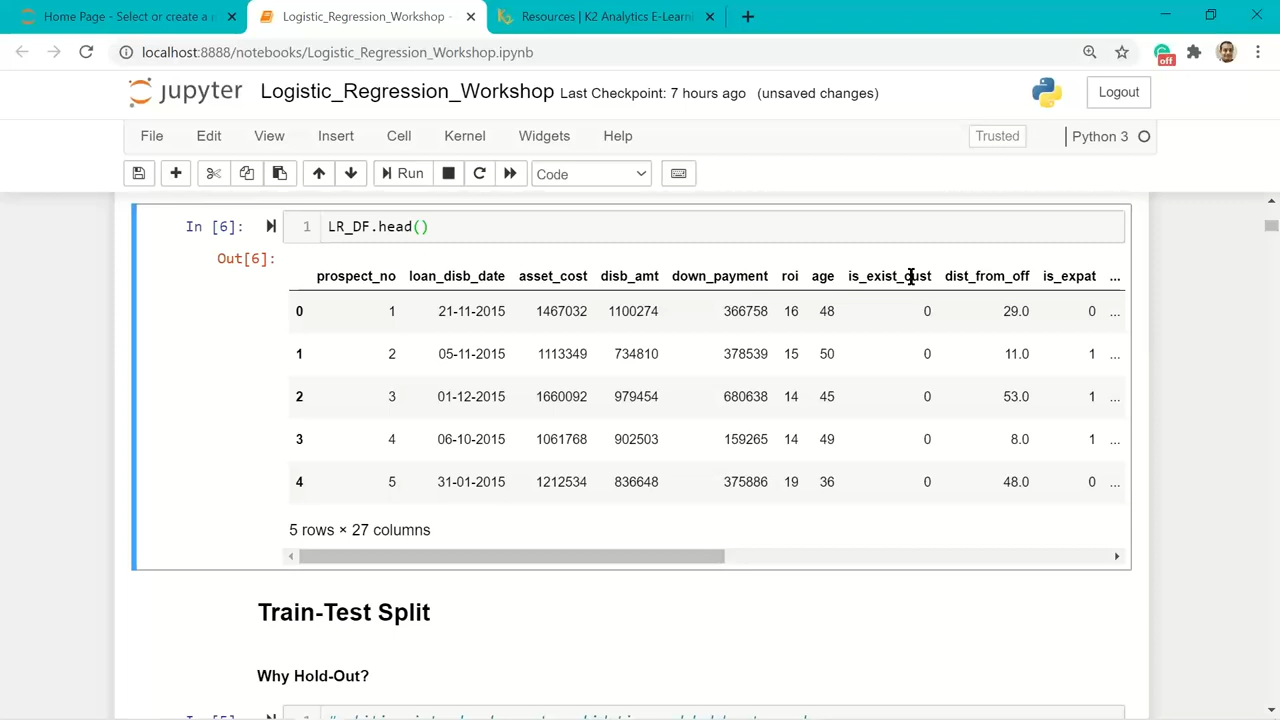 Home Page - Select or create a n
Logistic_Regression_Workshop -
Resources | K2 Analytics E-Learni
localhost:8888/notebooks/Logistic_Regression_Workshop.ipynb
off
jupyter Logistic_Regression_Workshop Last Checkpoint: 7 hours ago (unsaved changes)
Logout
File Edit View Insert Cell Kernel Widgets Help
Trusted
Python 3
Run
Code
In [6]:
1 LR_DF.head()
Out[6]:
prospect_no loan_disb_date asset_cost disb_amt down_payment roi age is_exist_cust dist_from_off is_expat ...
0 1 21-11-2015 1467032 1100274 366758 16 48 0 29.0 0 ...
1 2 05-11-2015 1113349 734810 378539 15 50 0 11.0 1 ...
2 3 01-12-2015 1660092 979454 680638 14 45 0 53.0 1 ...
3 4 06-10-2015 1061768 902503 159265 14 49 0 8.0 1 ...
4 5 31-01-2015 1212534 836648 375886 19 36 0 48.0 0 ...
5 rows × 27 columns
Train-Test Split
Why Hold-Out?